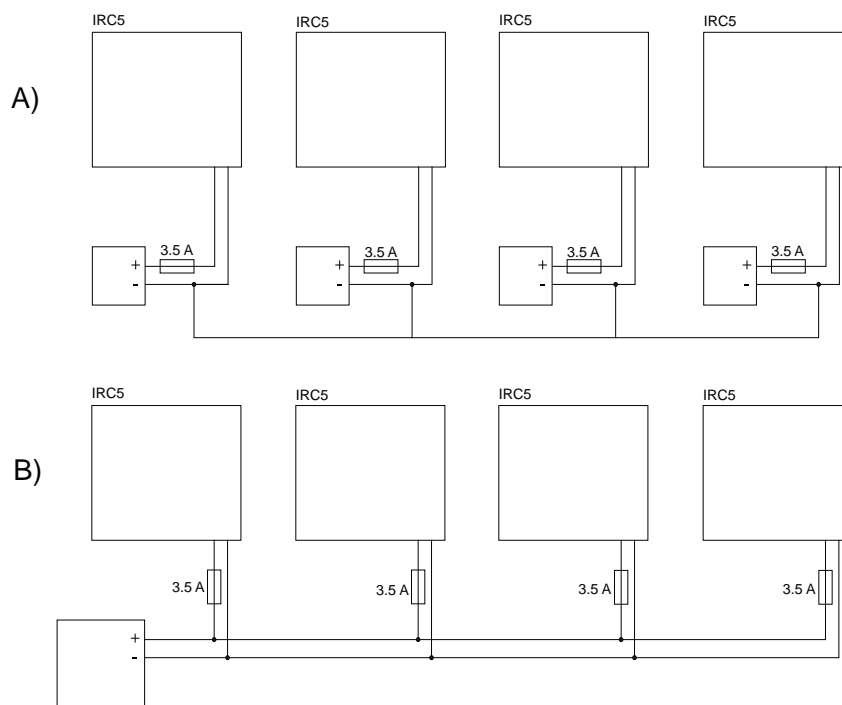 IRC5 IRC5 IRC5 IRC5
A)
3.5 A 3.5 A 3.5 A 3.5 A
+ + + +
- - - -
IRC5 IRC5 IRC5 IRC5
B)
3.5 A 3.5 A 3.5 A 3.5 A
+
-